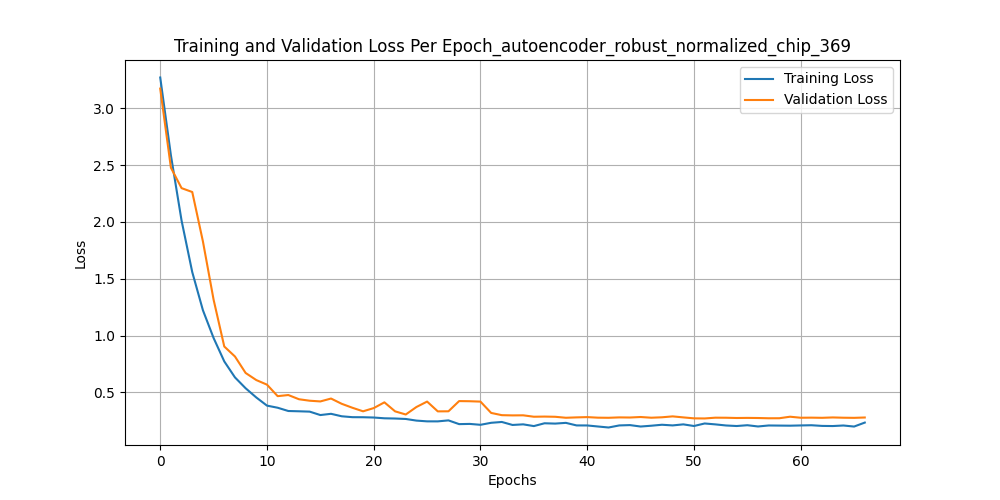 Training and Validation Loss Per Epoch_autoencoder_robust_normalized_chip_369
Training Loss
Validation Loss
Loss
3.0
2.5
2.0
1.5
1.0
0.5
0 10 20 30 40 50 60
Epochs